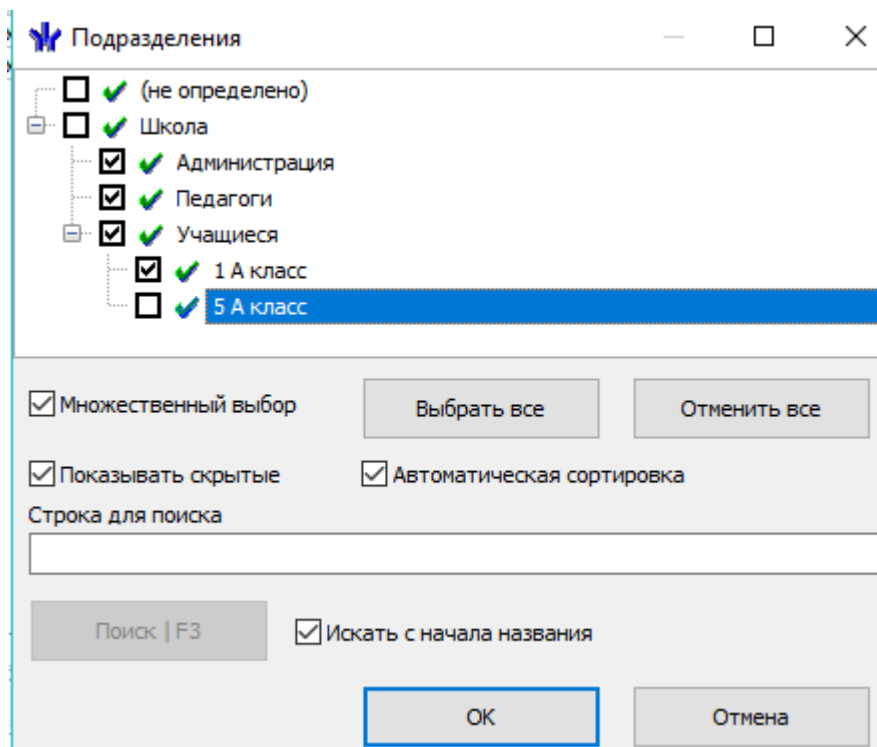 Подразделения
(не определено)
Школа
Администрация
Педагоги
Учащиеся
1 А класс
5 А класс
Множественный выбор
Выбрать все
Отменить все
Показывать скрытые
Автоматическая сортировка
Строка для поиска
Поиск | F3
Искать с начала названия
ОК
Отмена